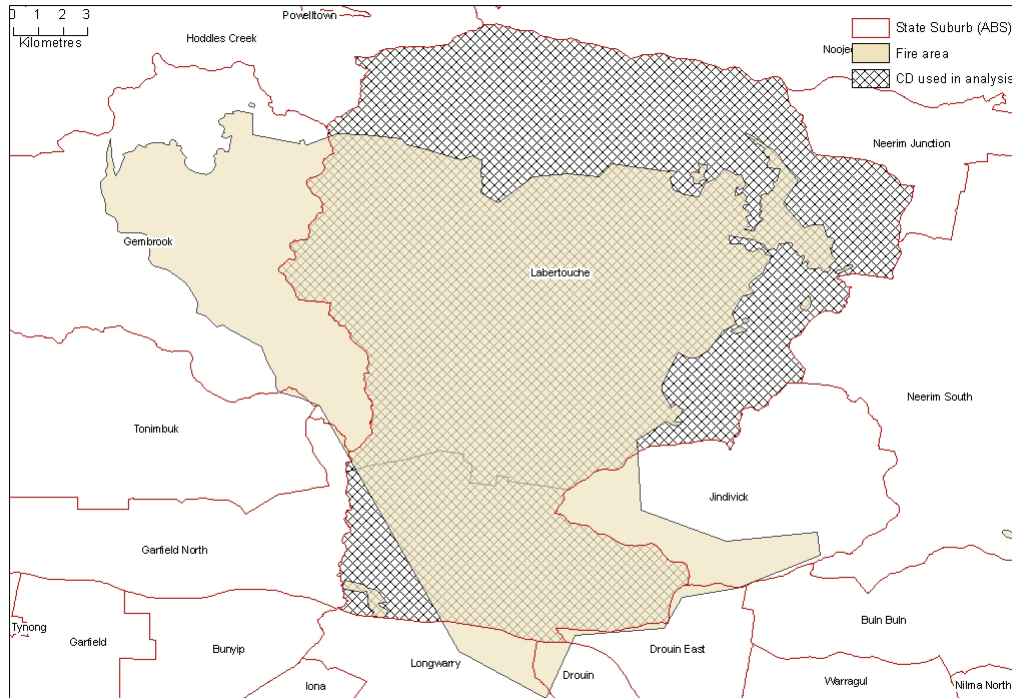 0 1 2 3
Kilometres
Powelltown
Hoddles Creek
State Suburb (ABS)
Fire area
CD used in analysis
Noojee
Neerim Junction
Gembrook
Labertouche
Neerim South
Tonimbuk
Jindivick
Garfield North
Tynong
Garfield
Bunyip
Iona
Longwarry
Drouin
Drouin East
Buln Buln
Warragul
Nilma North